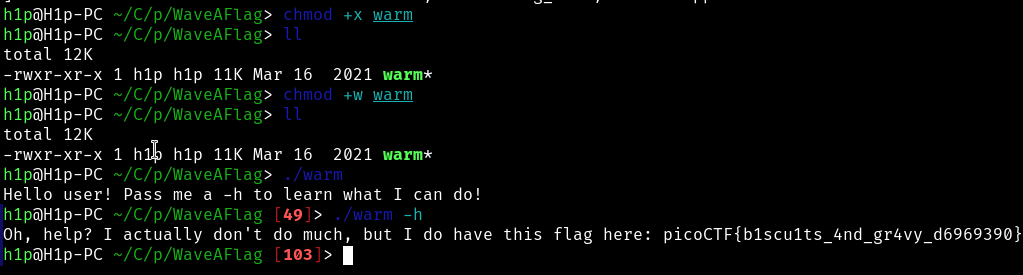 h1p@H1p-PC ~/C/p/WaveAFlag> chmod +x warm
h1p@H1p-PC ~/C/p/WaveAFlag> ll
total 12K
-rwxr-xr-x 1 h1p h1p 11K Mar 16  2021 warm*
h1p@H1p-PC ~/C/p/WaveAFlag> chmod +w warm
h1p@H1p-PC ~/C/p/WaveAFlag> ll
total 12K
-rwxr-xr-x 1 h1p h1p 11K Mar 16  2021 warm*
h1p@H1p-PC ~/C/p/WaveAFlag> ./warm
Hello user! Pass me a -h to learn what I can do!
h1p@H1p-PC ~/C/p/WaveAFlag [49]> ./warm -h
Oh, help? I actually don't do much, but I do have this flag here: picoCTF{b1scu1ts_4nd_gr4vy_d6969390}
h1p@H1p-PC ~/C/p/WaveAFlag [103]>